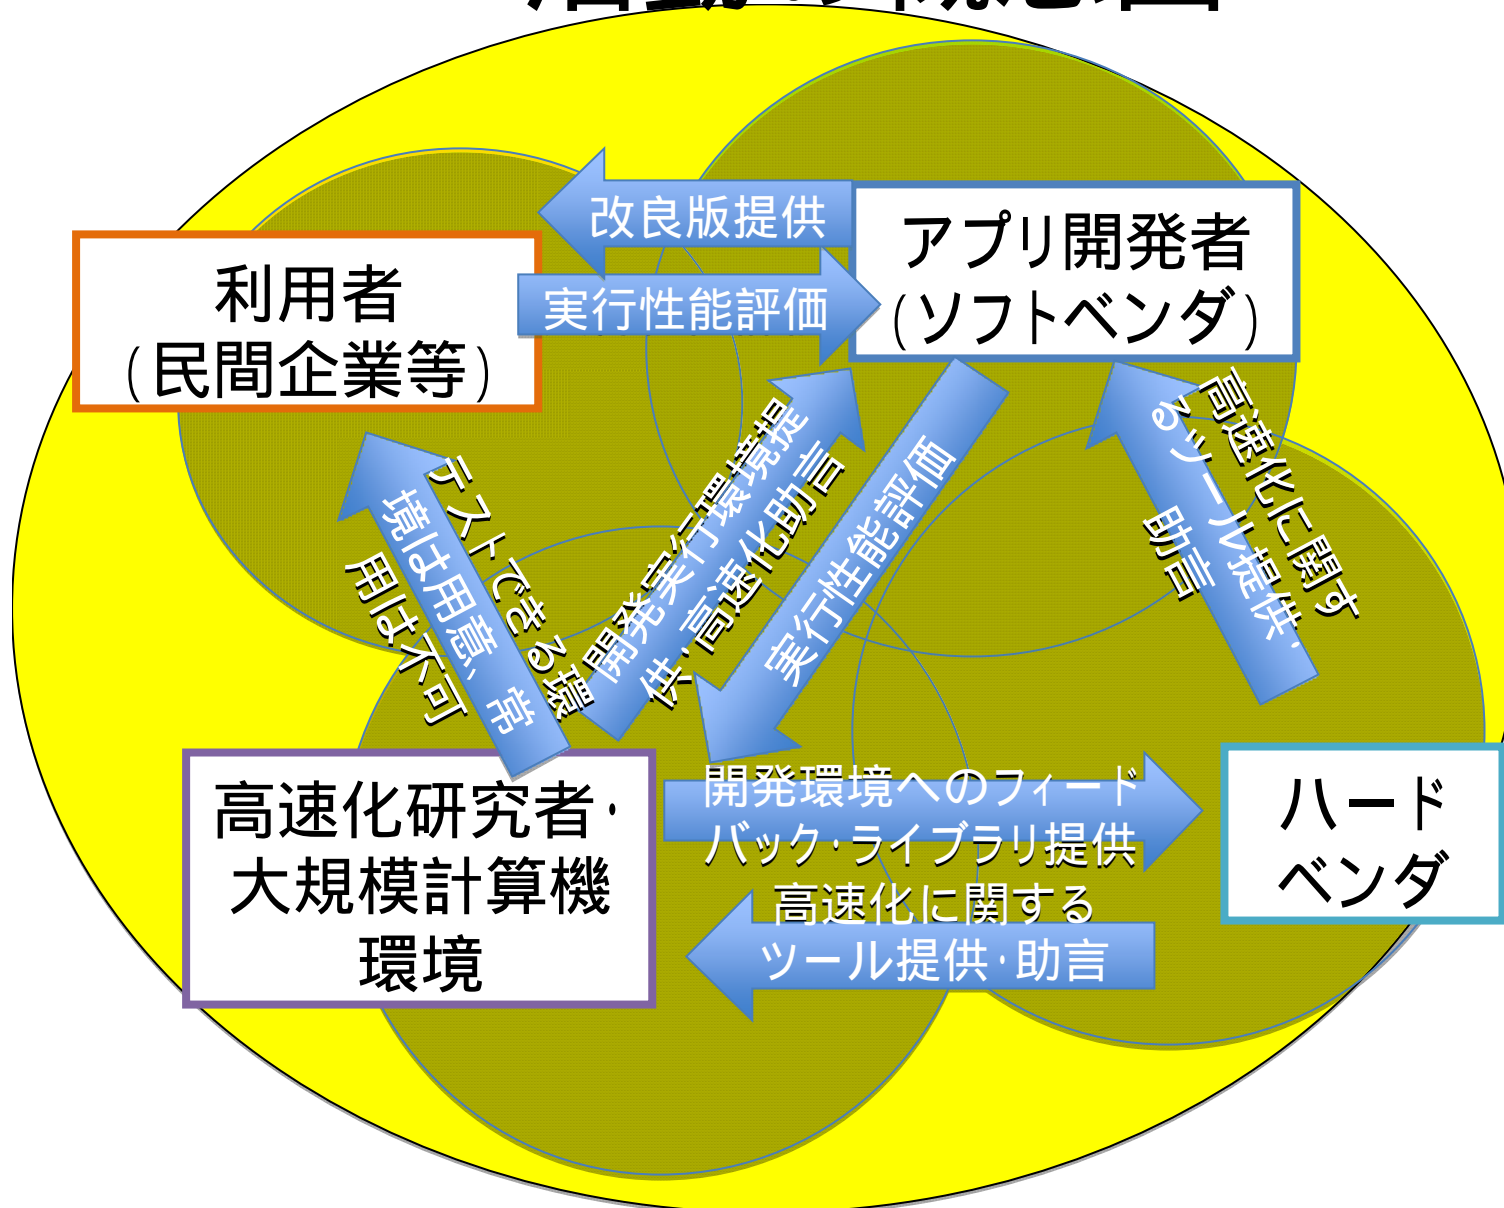 改良版提供
アプリ開発者
(ソフトベンダ)
利用者
(民間企業等)
実行性能評価
テストできる環
境は用意、常
用は不可
開発実行環境提
供・高速化助言
実行性能評価
高速化に関す
るツール提供・
助言
高速化研究者・
大規模計算機
環境
開発環境へのフィード
バック・ライブラリ提供
高速化に関する
ツール提供・助言
ハード
ベンダ